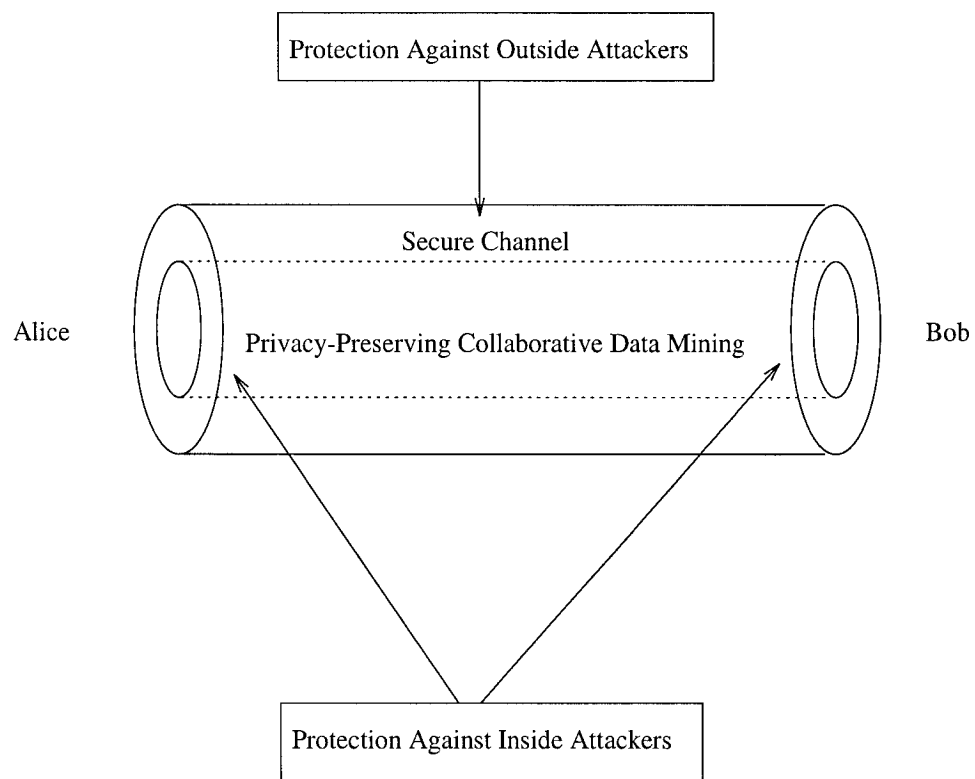 Protection Against Outside Attackers
Secure Channel
Alice
Privacy-Preserving Collaborative Data Mining
Bob
Protection Against Inside Attackers